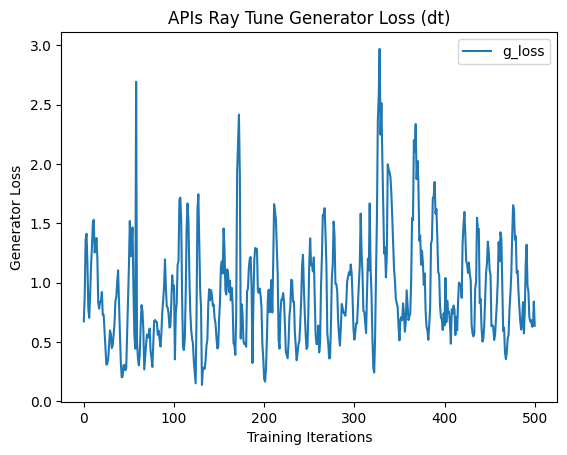 APIs Ray Tune Generator Loss (dt)
g_loss
3.0
2.5
2.0
1.5
1.0
0.5
0.0
Generator Loss
0 100 200 300 400 500
Training Iterations